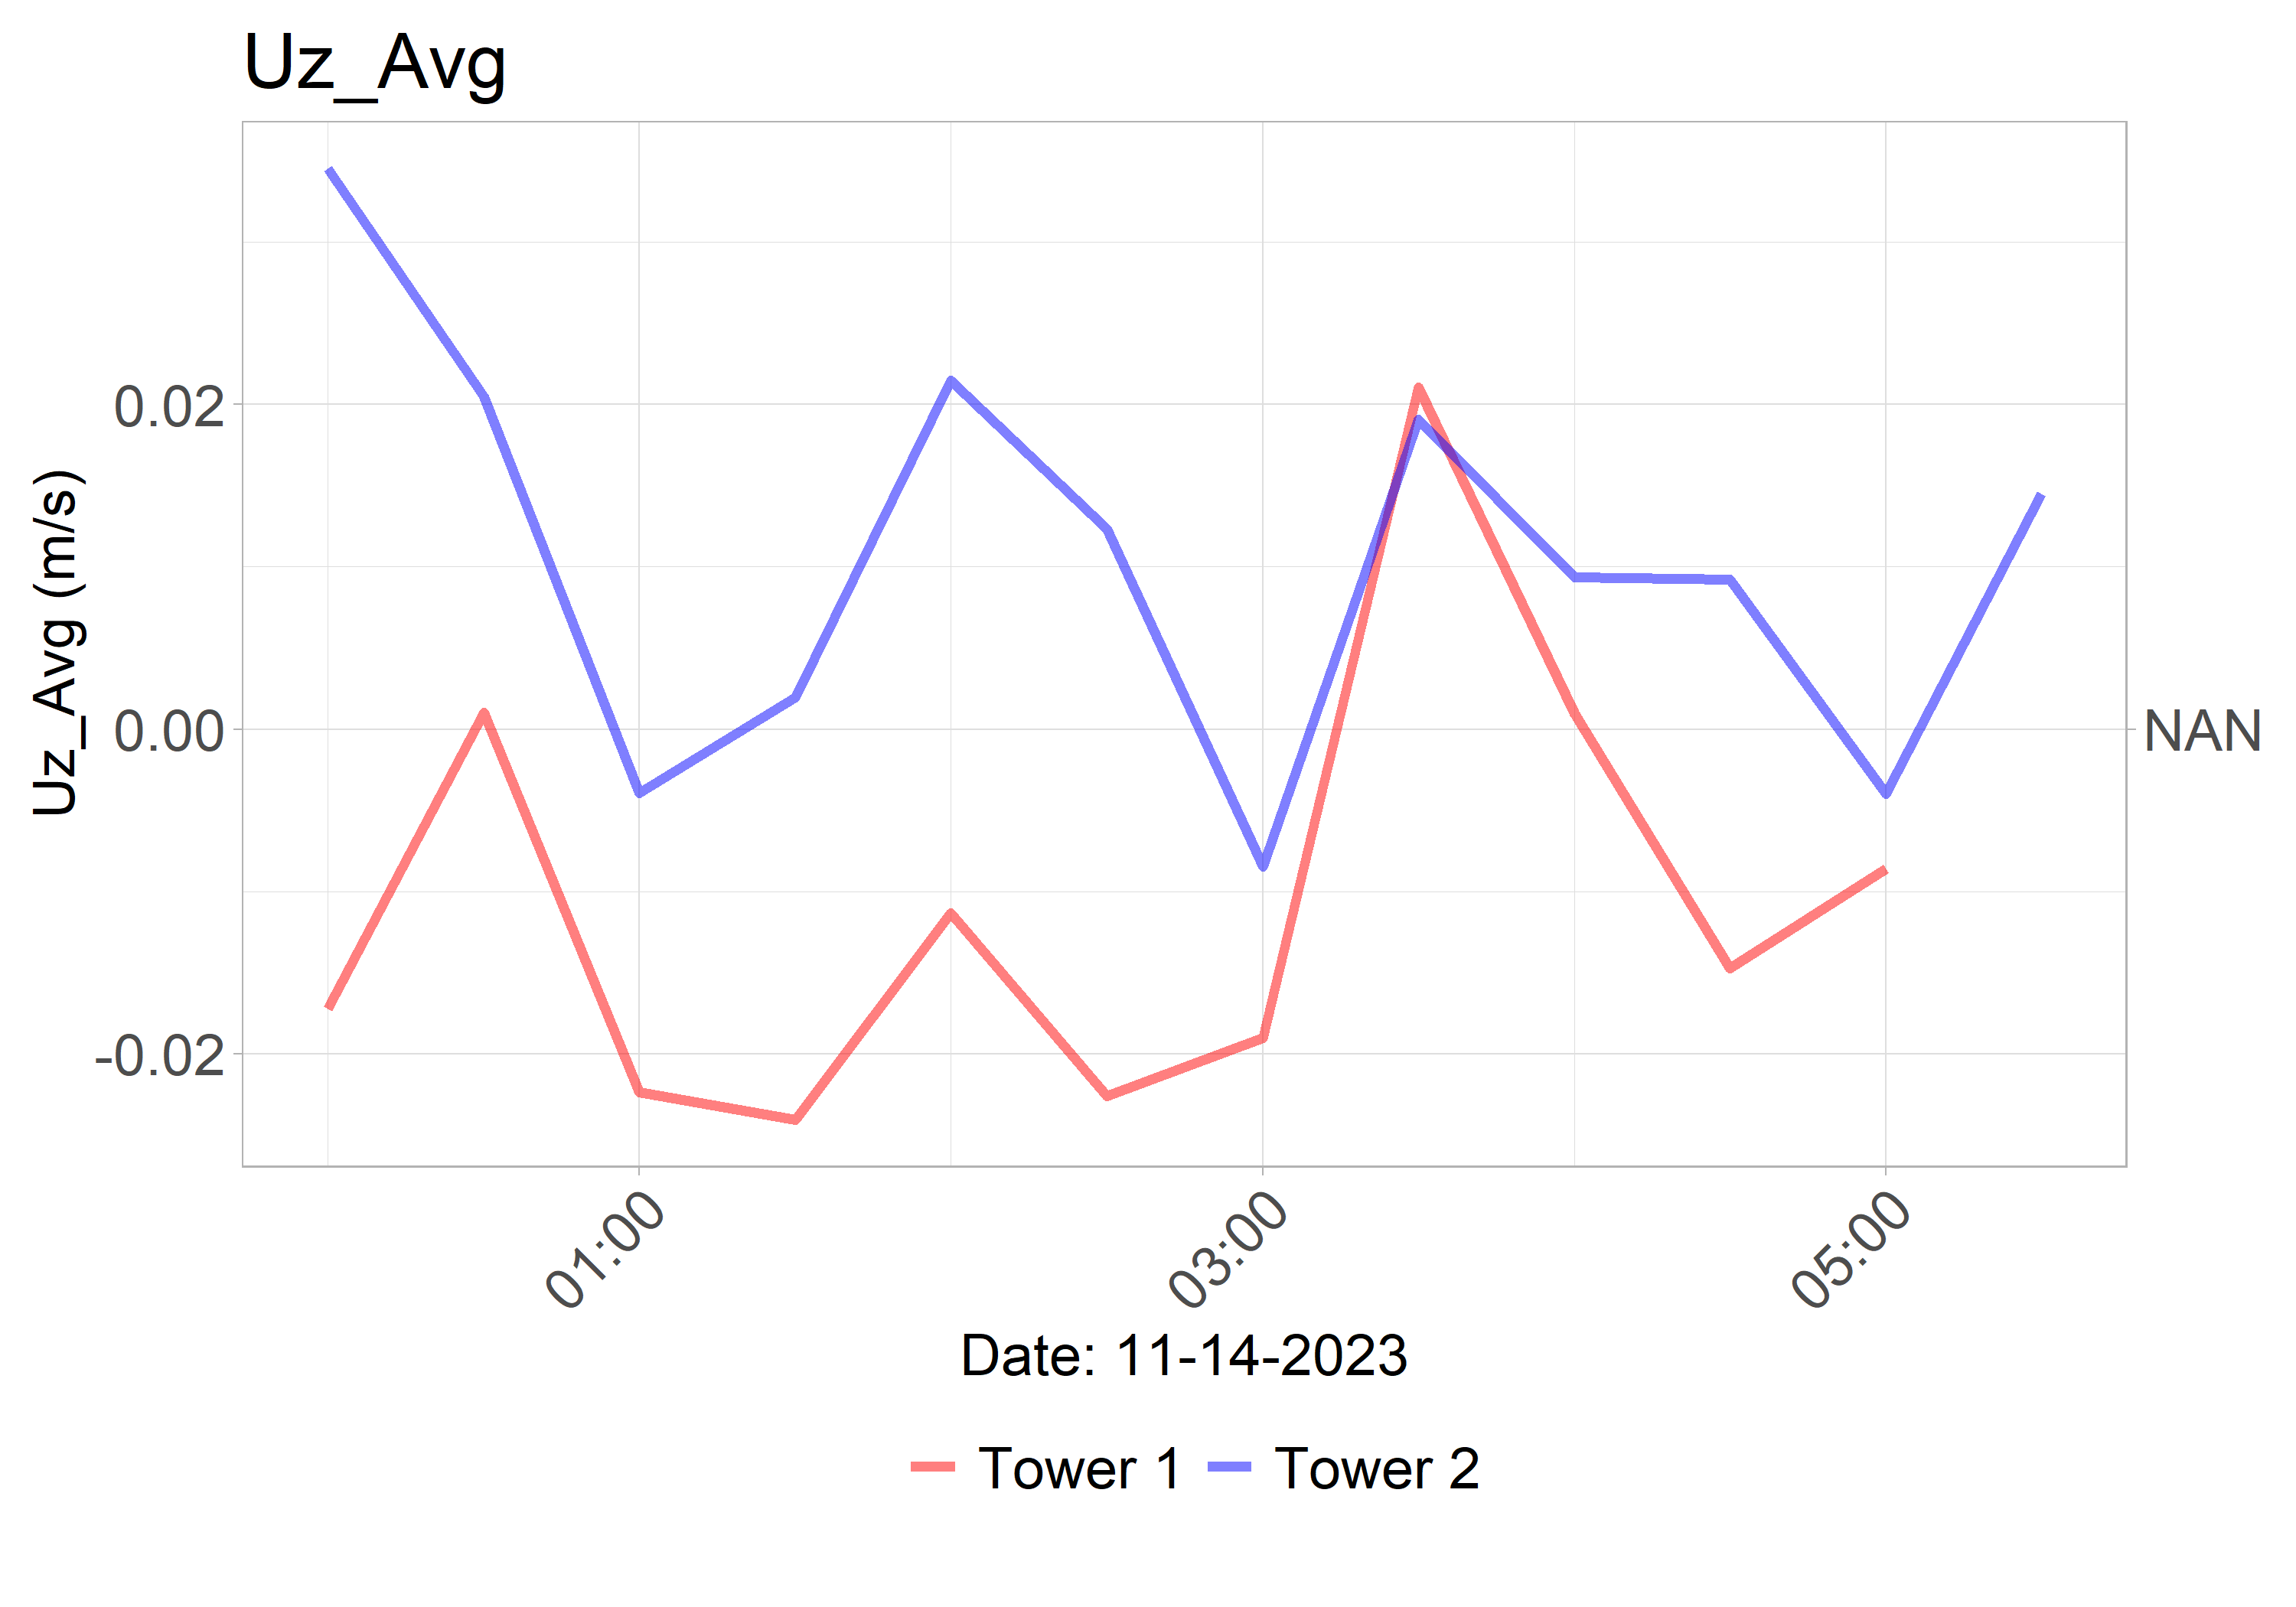 Uz_Avg
Uz_Avg (m/s)
0.02
0.00
-0.02
NAN
01:00
03:00
05:00
Date: 11-14-2023
Tower 1
Tower 2